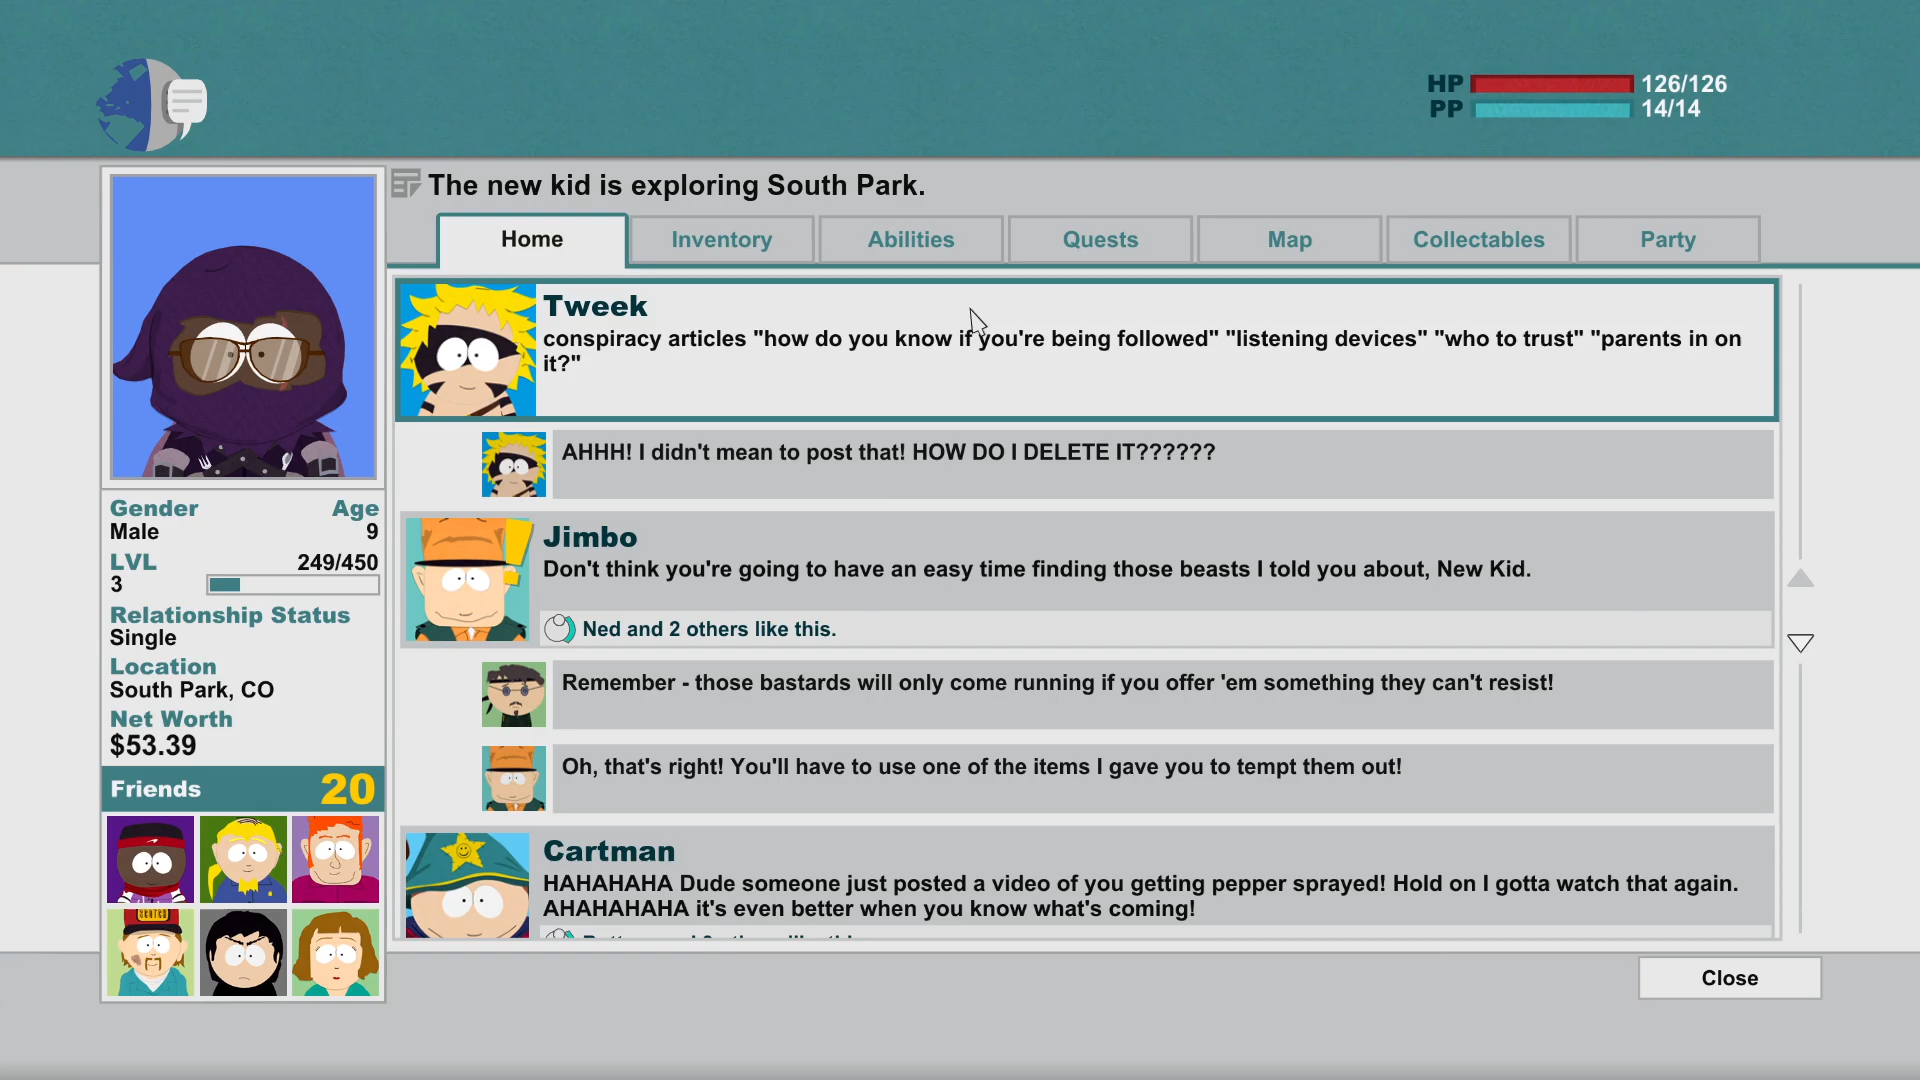 HP 126/126
PP 14/14
The new kid is exploring South Park.
Home Inventory Abilities Quests Map Collectables Party
Tweek
conspiracy articles "how do you know if you're being followed" "listening devices" "who to trust" "parents in on
it?"
AHHH! I didn't mean to post that! HOW DO I DELETE IT??????
Jimbo
Don't think you're going to have an easy time finding those beasts I told you about, New Kid.
Ned and 2 others like this.
Remember - those bastards will only come running if you offer 'em something they can't resist!
Oh, that's right! You'll have to use one of the items I gave you to tempt them out!
Cartman
HAHAHAHA Dude someone just posted a video of you getting pepper sprayed! Hold on I gotta watch that again.
AHAHAHAHA it's even better when you know what's coming!
Gender Age
Male 9
LVL 249/450
3
Relationship Status
Single
Location
South Park, CO
Net Worth
$53.39
Friends 20
Close